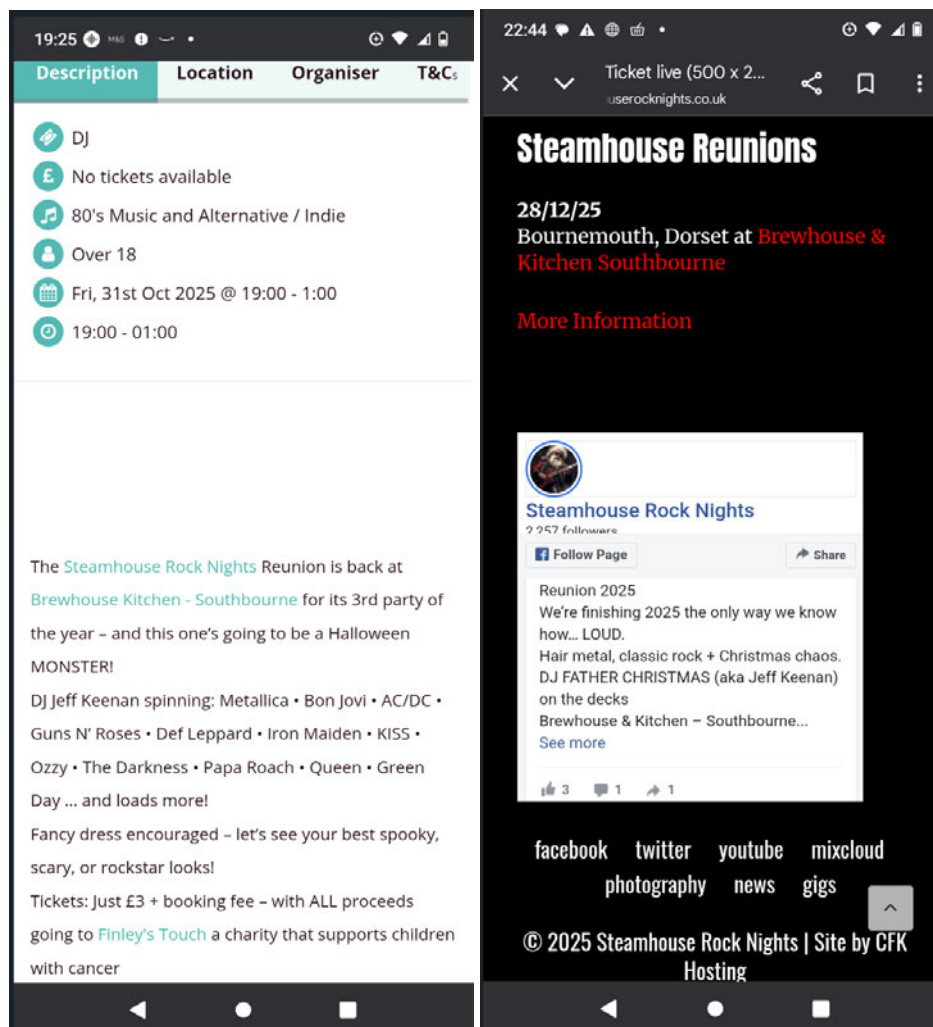 19:25 M&S
Description Location Organiser T&Cs
DJ
£ No tickets available
80's Music and Alternative / Indie
Over 18
Fri, 31st Oct 2025 @ 19:00 - 1:00
19:00 - 01:00
The Steamhouse Rock Nights Reunion is back at
Brewhouse Kitchen - Southbourne for its 3rd party of
the year – and this one's going to be a Halloween
MONSTER!
DJ Jeff Keenan spinning: Metallica • Bon Jovi • AC/DC •
Guns N' Roses • Def Leppard • Iron Maiden • KISS •
Ozzy • The Darkness • Papa Roach • Queen • Green
Day ... and loads more!
Fancy dress encouraged – let's see your best spooky,
scary, or rockstar looks!
Tickets: Just £3 + booking fee – with ALL proceeds
going to Finley's Touch a charity that supports children
with cancer
22:44
Ticket live (500 x 2...
userocknights.co.uk
Steamhouse Reunions
28/12/25
Bournemouth, Dorset at Brewhouse &
Kitchen Southbourne
More Information
Steamhouse Rock Nights
2,257 followers
Follow Page Share
Reunion 2025
We're finishing 2025 the only way we know
how... LOUD.
Hair metal, classic rock + Christmas chaos.
DJ FATHER CHRISTMAS (aka Jeff Keenan)
on the decks
Brewhouse & Kitchen – Southbourne...
See more
3 1 1
facebook twitter youtube mixcloud
photography news gigs
© 2025 Steamhouse Rock Nights | Site by CFK
Hosting